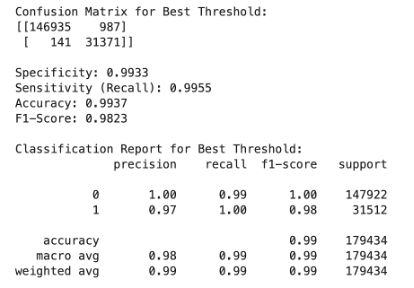 Confusion Matrix for Best Threshold:
[[146935    987]
 [   141  31371]]
Specificity: 0.9933
Sensitivity (Recall): 0.9955
Accuracy: 0.9937
F1-Score: 0.9823
Classification Report for Best Threshold:
              precision    recall  f1-score   support
           0       1.00      0.99      1.00    147922
           1       0.97      1.00      0.98     31512
    accuracy                           0.99    179434
   macro avg       0.98      0.99      0.99    179434
weighted avg       0.99      0.99      0.99    179434